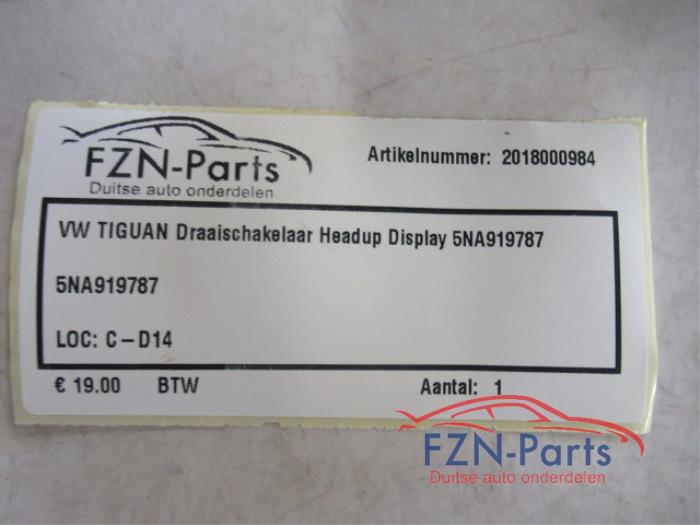 FZN-Parts
Duitse auto onderdelen
Artikelnummer: 2018000984
VW TIGUAN Draaischakelaar Headup Display 5NA919787
5NA919787
LOC: C-D14
€ 19.00 BTW Aantal: 1
FZN-Parts
Duitse auto onderdelen